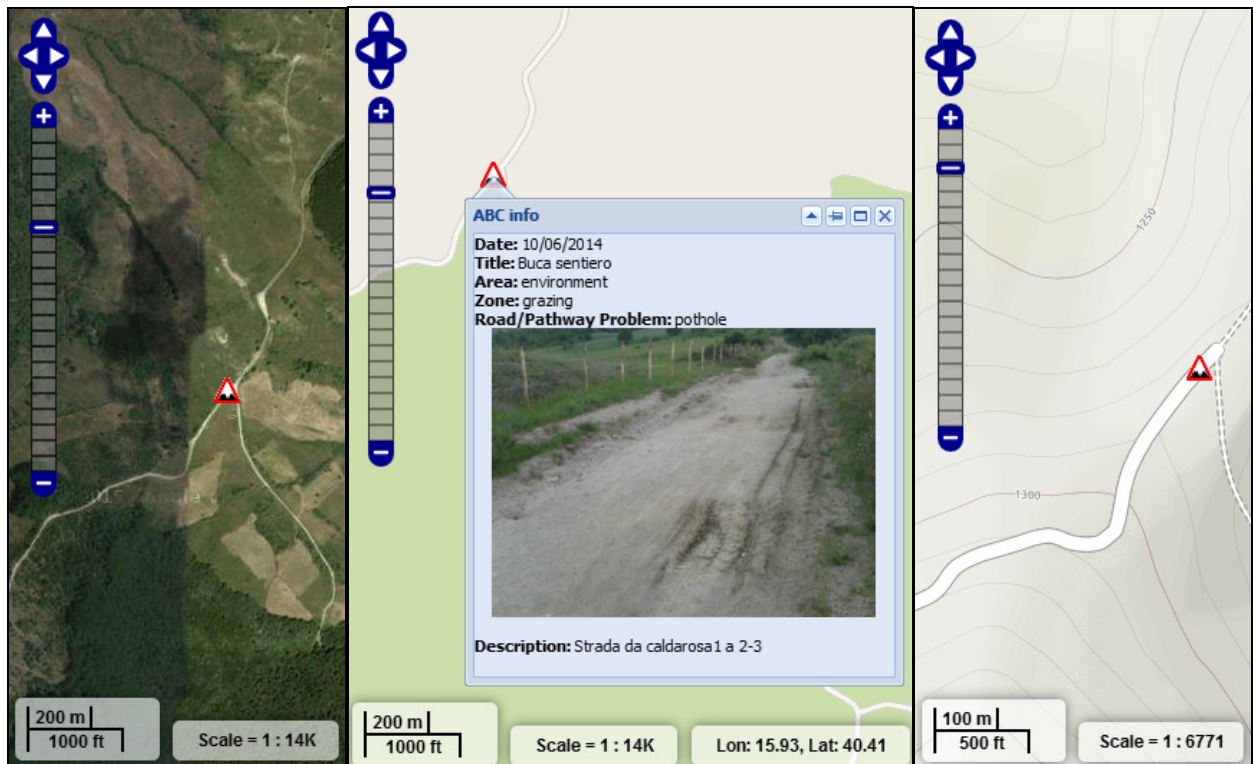 200 m
1000 ft
Scale = 1 : 14K
ABC info
Date: 10/06/2014
Title: Buca sentiero
Area: environment
Zone: grazing
Road/Pathway Problem: pothole
Description: Strada da caldarosa1 a 2-3
200 m
1000 ft
Scale = 1 : 14K
Lon: 15.93, Lat: 40.41
1250
1300
100 m
500 ft
Scale = 1 : 6771